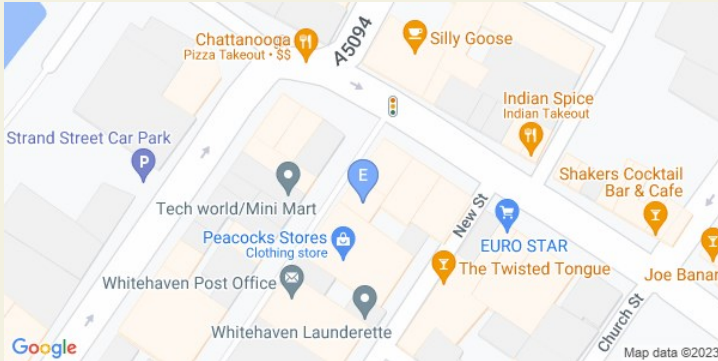 Chattanooga
Pizza Takeout • $$
A5094
Silly Goose
Indian Spice
Indian Takeout
Strand Street Car Park
P
Shakers Cocktail
Bar & Cafe
E
Tech world/Mini Mart
New St
Peacocks Stores
Clothing store
EURO STAR
The Twisted Tongue
Joe Banan
Whitehaven Post Office
Whitehaven Launderette
Church St
Google
Map data ©2023